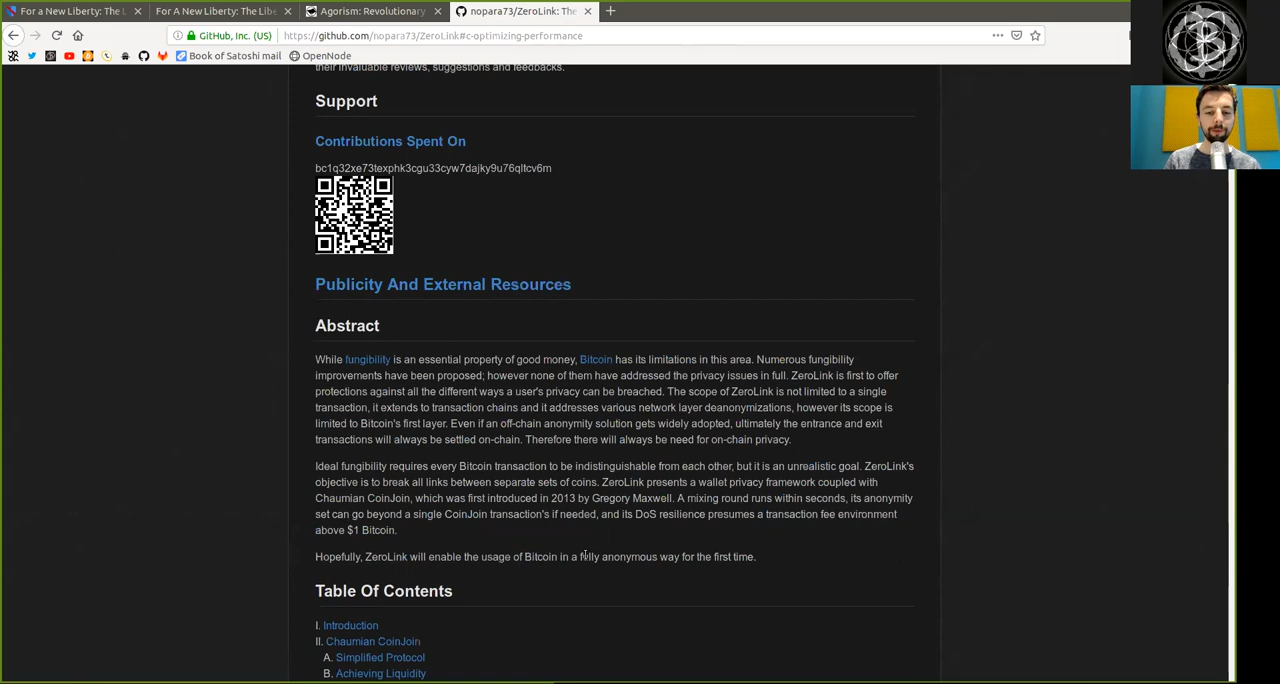 For a New Liberty: The L
For A New Liberty: The Libe
Agorism: Revolutionary
nopara73/ZeroLink: The
GitHub, Inc. (US)
https://github.com/nopara73/ZeroLink#c-optimizing-performance
Book of Satoshi mail
OpenNode
their invaluable reviews, suggestions and feedbacks.
Support
Contributions Spent On
bc1q32xe73texphk3cgu33cyw7dajky9u76qltcv6m
Publicity And External Resources
Abstract
While fungibility is an essential property of good money, Bitcoin has its limitations in this area. Numerous fungibility
improvements have been proposed; however none of them have addressed the privacy issues in full. ZeroLink is first to offer
protections against all the different ways a user's privacy can be breached. The scope of ZeroLink is not limited to a single
transaction, it extends to transaction chains and it addresses various network layer deanonymizations, however its scope is
limited to Bitcoin's first layer. Even if an off-chain anonymity solution gets widely adopted, ultimately the entrance and exit
transactions will always be settled on-chain. Therefore there will always be need for on-chain privacy.
Ideal fungibility requires every Bitcoin transaction to be indistinguishable from each other, but it is an unrealistic goal. ZeroLink's
objective is to break all links between separate sets of coins. ZeroLink presents a wallet privacy framework coupled with
Chaumian CoinJoin, which was first introduced in 2013 by Gregory Maxwell. A mixing round runs within seconds, its anonymity
set can go beyond a single CoinJoin transaction's if needed, and its DoS resilience presumes a transaction fee environment
above $1 Bitcoin.
Hopefully, ZeroLink will enable the usage of Bitcoin in a fully anonymous way for the first time.
Table Of Contents
I. Introduction
II. Chaumian CoinJoin
A. Simplified Protocol
B. Achieving Liquidity